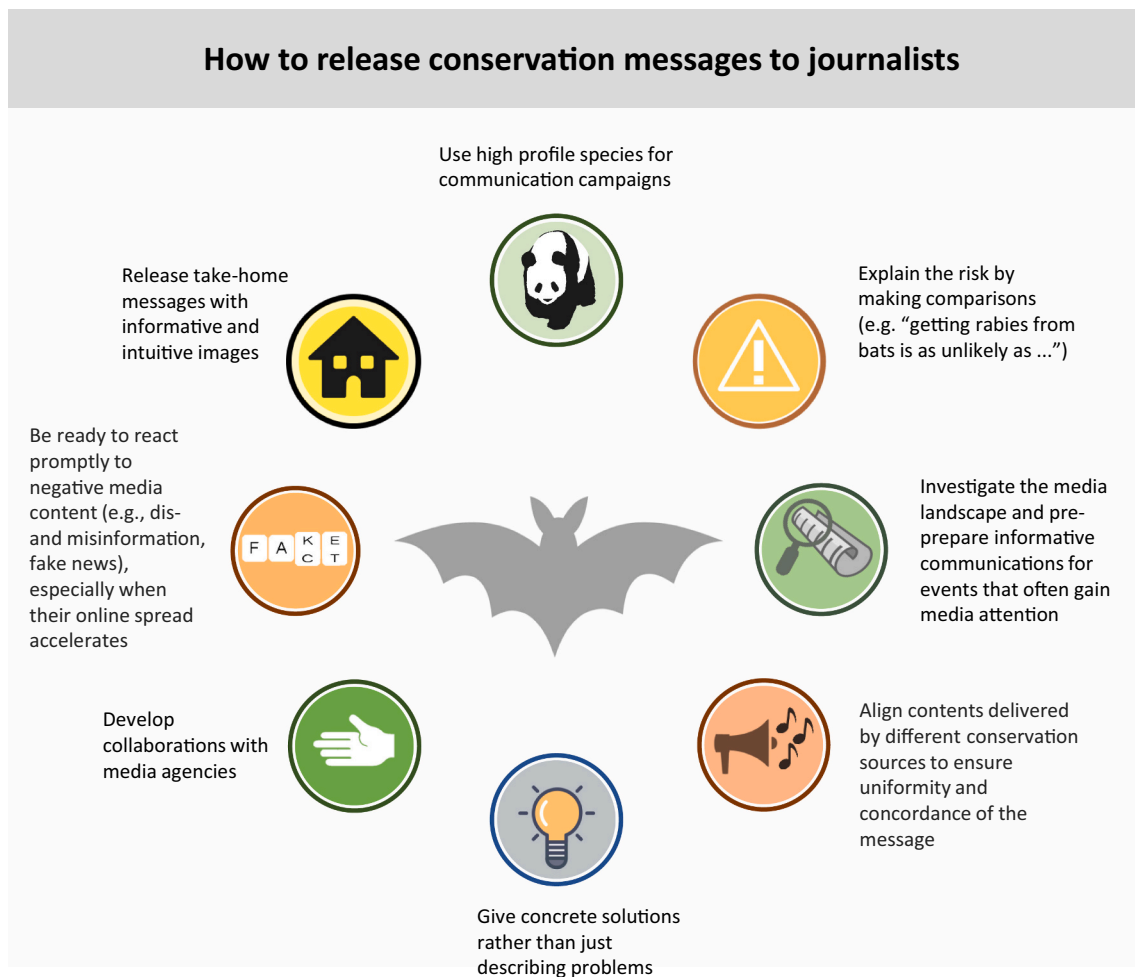 How to release conservation messages to journalists
Use high profile species for
communication campaigns
Explain the risk by
making comparisons
(e.g. “getting rabies from
bats is as unlikely as ...”)
Investigate the media
landscape and pre-
prepare informative
communications for
events that often gain
media attention
Align contents delivered
by different conservation
sources to ensure
uniformity and
concordance of the
message
Give concrete solutions
rather than just
describing problems
Develop
collaborations with
media agencies
Be ready to react
promptly to
negative media
content (e.g., dis-
and misinformation,
fake news),
especially when
their online spread
accelerates
F A K E
C T
Release take-home
messages with
informative and
intuitive images